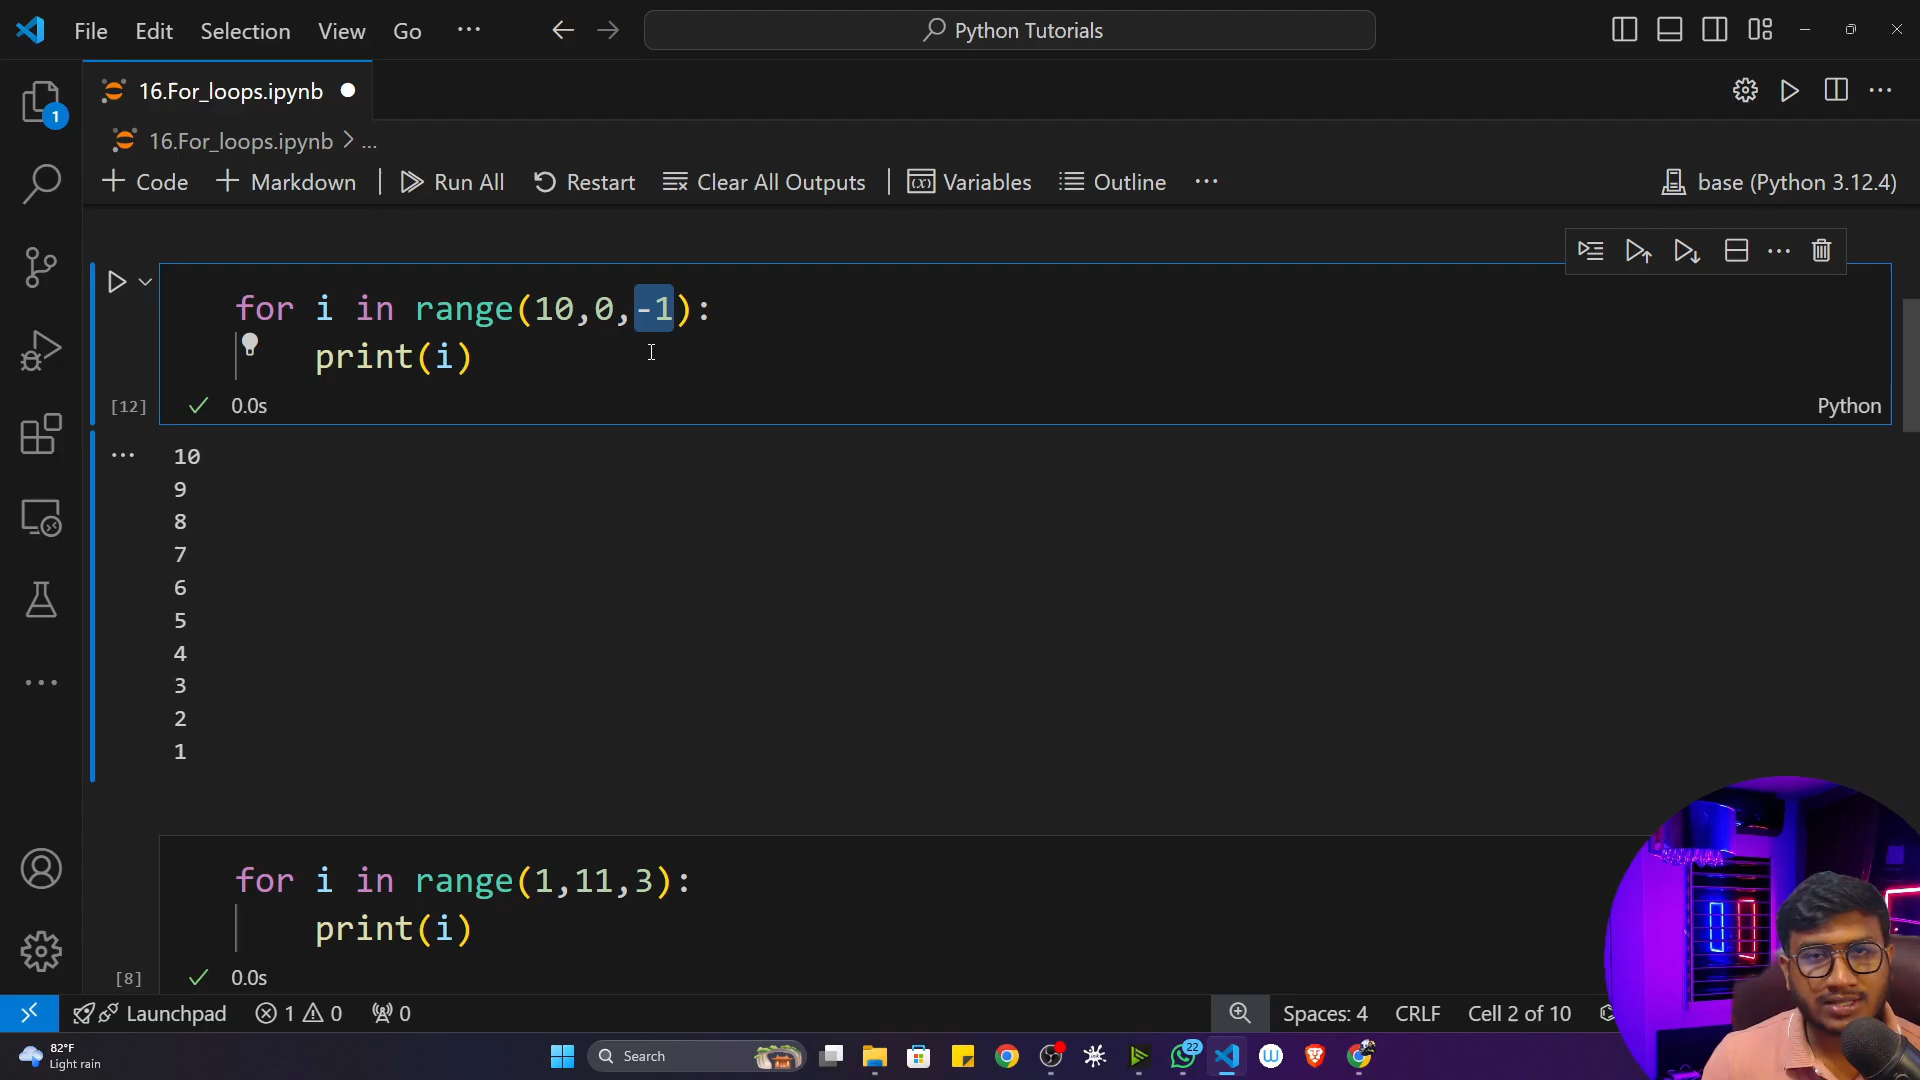 File Edit Selection View Go ... Python Tutorials
16.For_loops.ipynb
16.For_loops.ipynb > ...
+ Code + Markdown Run All Restart Clear All Outputs Variables Outline ... base (Python 3.12.4)
for i in range(10,0,-1):
print(i)
[12] 0.0s Python
10
9
8
7
6
5
4
3
2
1
for i in range(1,11,3):
print(i)
[8] 0.0s
1
Launchpad 1 0 0 Spaces: 4 CRLF Cell 2 of 10
82°F
Light rain
Search
22